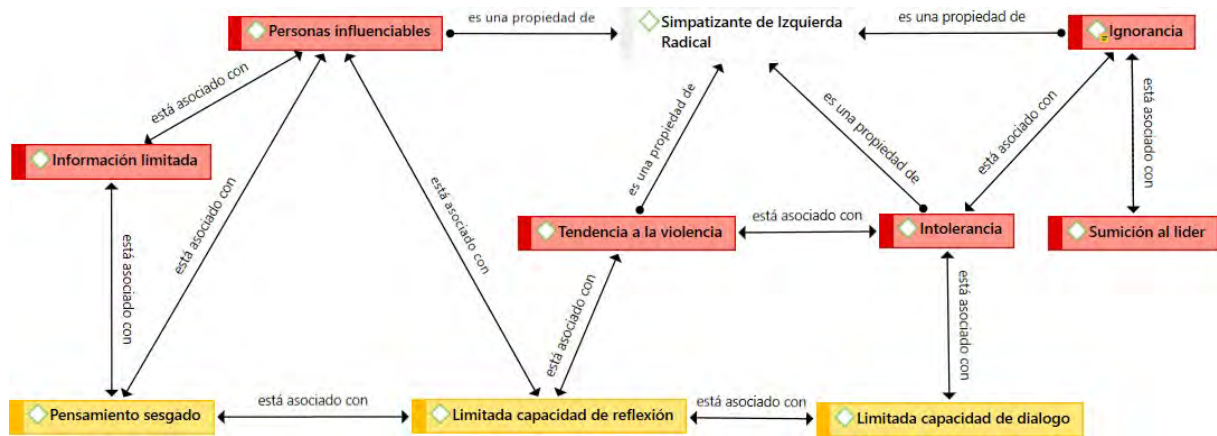 es una propiedad de
es una propiedad de
Personas influenciables
Simpatizante de Izquierda
Radical
Ignorancia
está asociado con
es una propiedad de
es una propiedad de
está asociado con
está asociado con
Información limitada
está asociado con
está asociado con
está asociado con
Tendencia a la violencia
está asociado con
Intolerancia
Sumición al lider
está asociado con
está asociado con
Pensamiento sesgado
está asociado con
Limitada capacidad de reflexión
está asociado con
Limitada capacidad de dialogo